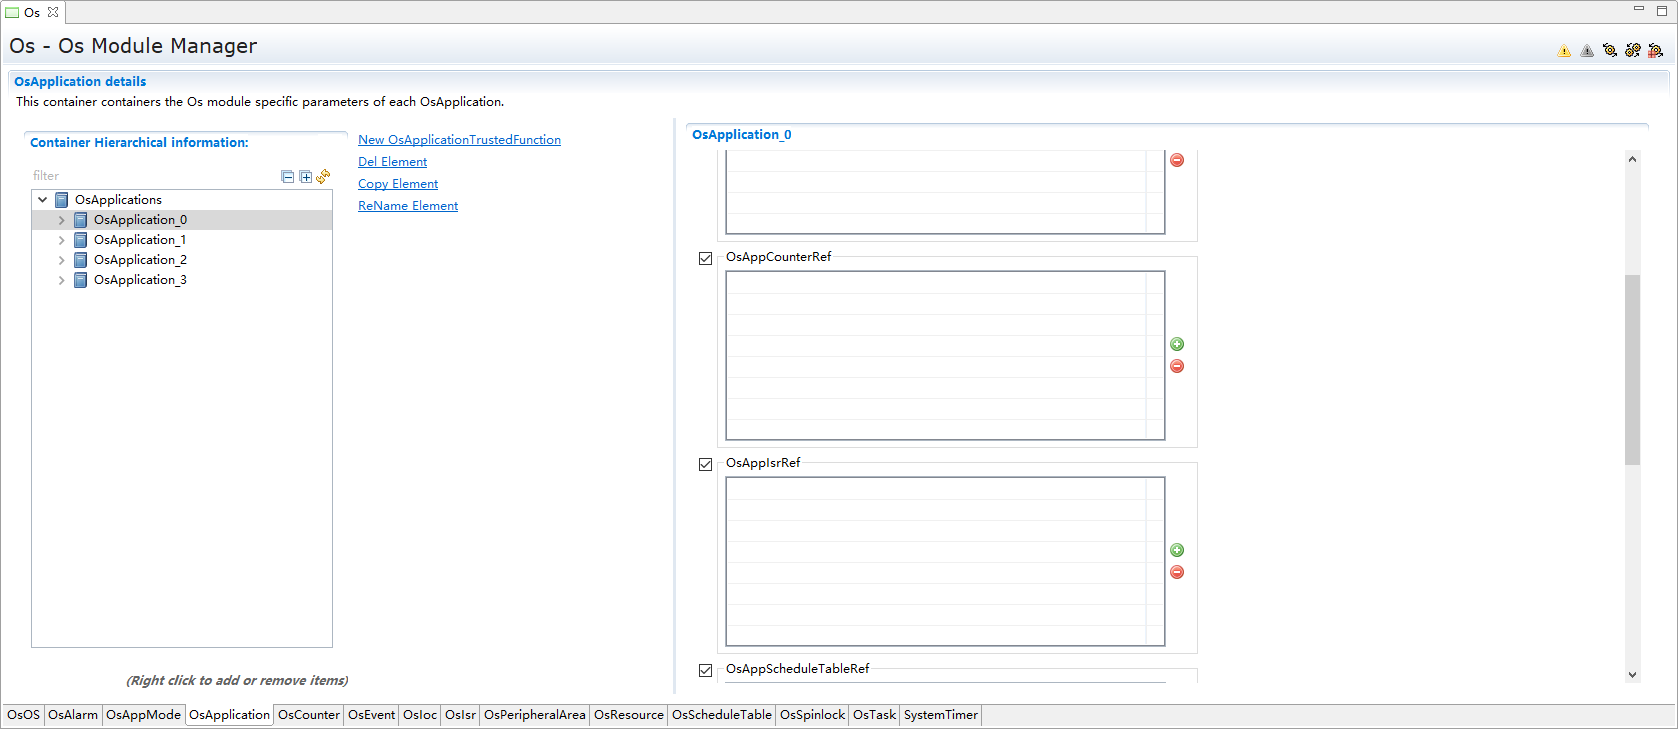 Os
Os - Os Module Manager
OsApplication details
This container containers the Os module specific parameters of each OsApplication.
Container Hierarchical information:
filter
OsApplications
OsApplication_0
OsApplication_1
OsApplication_2
OsApplication_3
(Right click to add or remove items)
New OsApplicationTrustedFunction
Del Element
Copy Element
ReName Element
OsApplication_0
OsAppCounterRef
OsAppIsrRef
OsAppScheduleTableRef
OsOS OsAlarm OsAppMode OsApplication OsCounter OsEvent OsIoc OsIsr OsPeripheralArea OsResource OsScheduleTable OsSpinlock OsTask SystemTimer